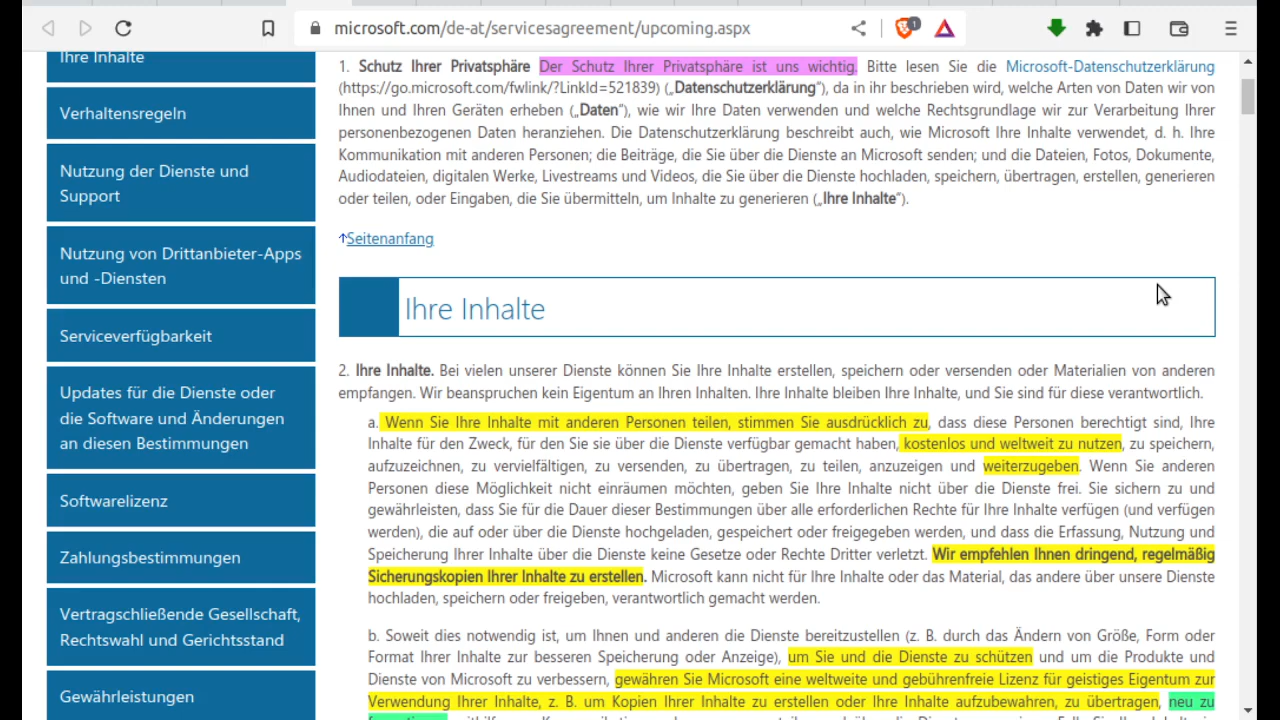 microsoft.com/de-at/servicesagreement/upcoming.aspx
1
Ihre Inhalte
Verhaltensregeln
Nutzung der Dienste und
Support
Nutzung von Drittanbieter-Apps
und -Diensten
Serviceverfügbarkeit
Updates für die Dienste oder
die Software und Änderungen
an diesen Bestimmungen
Softwarelizenz
Zahlungsbestimmungen
Vertragschließende Gesellschaft,
Rechtswahl und Gerichtsstand
Gewährleistungen
1. Schutz Ihrer Privatsphäre Der Schutz Ihrer Privatsphäre ist uns wichtig. Bitte lesen Sie die Microsoft-Datenschutzerklärung
(https://go.microsoft.com/fwlink/?LinkId=521839) („Datenschutzerklärung“), da in ihr beschrieben wird, welche Arten von Daten wir von
Ihnen und Ihren Geräten erheben („Daten“), wie wir Ihre Daten verwenden und welche Rechtsgrundlage wir zur Verarbeitung Ihrer
personenbezogenen Daten heranziehen. Die Datenschutzerklärung beschreibt auch, wie Microsoft Ihre Inhalte verwendet, d. h. Ihre
Kommunikation mit anderen Personen; die Beiträge, die Sie über die Dienste an Microsoft senden; und die Dateien, Fotos, Dokumente,
Audiodateien, digitalen Werke, Livestreams und Videos, die Sie über die Dienste hochladen, speichern, übertragen, erstellen, generieren
oder teilen, oder Eingaben, die Sie übermitteln, um Inhalte zu generieren („Ihre Inhalte“).
↑Seitenanfang
Ihre Inhalte
2. Ihre Inhalte. Bei vielen unserer Dienste können Sie Ihre Inhalte erstellen, speichern oder versenden oder Materialien von anderen
empfangen. Wir beanspruchen kein Eigentum an Ihren Inhalten. Ihre Inhalte bleiben Ihre Inhalte, und Sie sind für diese verantwortlich.
a. Wenn Sie Ihre Inhalte mit anderen Personen teilen, stimmen Sie ausdrücklich zu, dass diese Personen berechtigt sind, Ihre
Inhalte für den Zweck, für den Sie sie über die Dienste verfügbar gemacht haben, kostenlos und weltweit zu nutzen, zu speichern,
aufzuzeichnen, zu vervielfältigen, zu versenden, zu übertragen, zu teilen, anzuzeigen und weiterzugeben. Wenn Sie anderen
Personen diese Möglichkeit nicht einräumen möchten, geben Sie Ihre Inhalte nicht über die Dienste frei. Sie sichern zu und
gewährleisten, dass Sie für die Dauer dieser Bestimmungen über alle erforderlichen Rechte für Ihre Inhalte verfügen (und verfügen
werden), die auf oder über die Dienste hochgeladen, gespeichert oder freigegeben werden, und dass die Erfassung, Nutzung und
Speicherung Ihrer Inhalte über die Dienste keine Gesetze oder Rechte Dritter verletzt. Wir empfehlen Ihnen dringend, regelmäßig
Sicherungskopien Ihrer Inhalte zu erstellen. Microsoft kann nicht für Ihre Inhalte oder das Material, das andere über unsere Dienste
hochladen, speichern oder freigeben, verantwortlich gemacht werden.
b. Soweit dies notwendig ist, um Ihnen und anderen die Dienste bereitzustellen (z. B. durch das Ändern von Größe, Form oder
Format Ihrer Inhalte zur besseren Speicherung oder Anzeige), um Sie und die Dienste zu schützen und um die Produkte und
Dienste von Microsoft zu verbessern, gewähren Sie Microsoft eine weltweite und gebührenfreie Lizenz für geistiges Eigentum zur
Verwendung Ihrer Inhalte, z. B. um Kopien Ihrer Inhalte zu erstellen oder Ihre Inhalte aufzubewahren, zu übertragen, neu zu